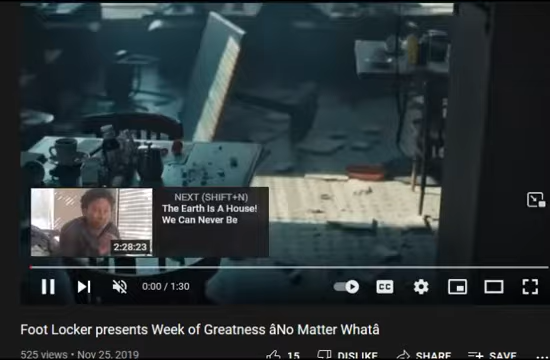 NEXT (SHIFT+N)
The Earth Is A House!
We Can Never Be
2:28:23
0:00 / 1:30
CC
Foot Locker presents Week of Greatness âNo Matter Whatâ
525 views • Nov 25, 2019
15
DISLIKE
SHARE
SAVE